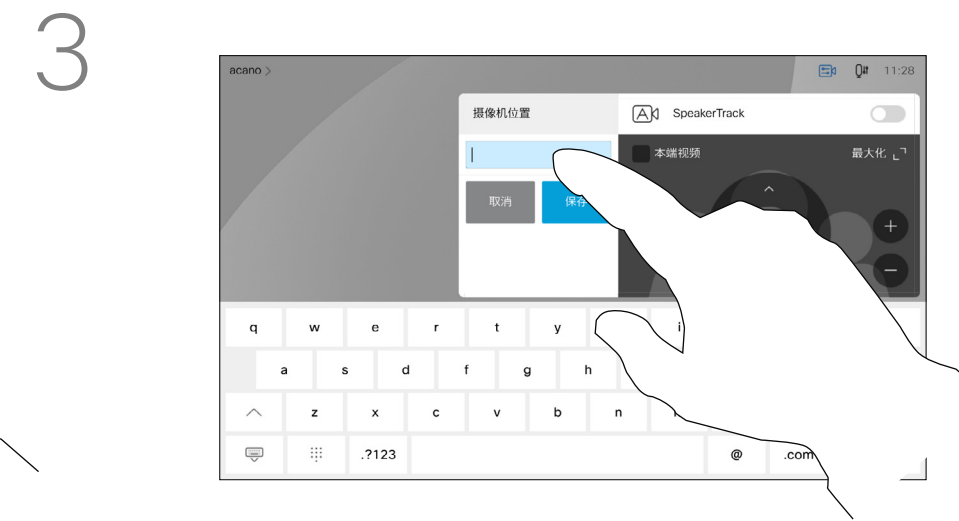 3
acano >
11:28
摄像机位置
SpeakerTrack
本端视频
最大化
取消
保存
q w e r t y i
a s d f g h
z x c v b n
.?123
@
.com